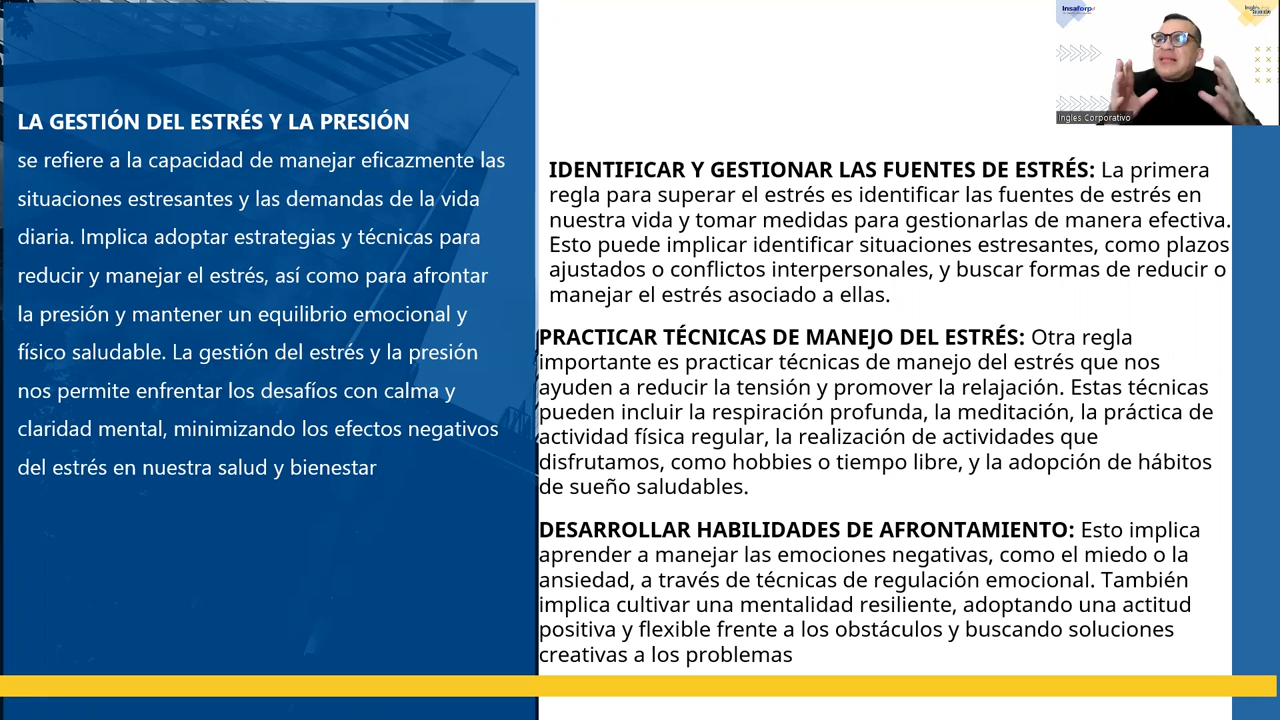 LA GESTIÓN DEL ESTRÉS Y LA PRESIÓN
se refiere a la capacidad de manejar eficazmente las
situaciones estresantes y las demandas de la vida
diaria. Implica adoptar estrategias y técnicas para
reducir y manejar el estrés, así como para afrontar
la presión y mantener un equilibrio emocional y
físico saludable. La gestión del estrés y la presión
nos permite enfrentar los desafíos con calma y
claridad mental, minimizando los efectos negativos
del estrés en nuestra salud y bienestar
Insaforp
Ingles Corporativo
IDENTIFICAR Y GESTIONAR LAS FUENTES DE ESTRÉS: La primera
regla para superar el estrés es identificar las fuentes de estrés en
nuestra vida y tomar medidas para gestionarlas de manera efectiva.
Esto puede implicar identificar situaciones estresantes, como plazos
ajustados o conflictos interpersonales, y buscar formas de reducir o
manejar el estrés asociado a ellas.
PRACTICAR TÉCNICAS DE MANEJO DEL ESTRÉS: Otra regla
importante es practicar técnicas de manejo del estrés que nos
ayuden a reducir la tensión y promover la relajación. Estas técnicas
pueden incluir la respiración profunda, la meditación, la práctica de
actividad física regular, la realización de actividades que
disfrutamos, como hobbies o tiempo libre, y la adopción de hábitos
de sueño saludables.
DESARROLLAR HABILIDADES DE AFRONTAMIENTO: Esto implica
aprender a manejar las emociones negativas, como el miedo o la
ansiedad, a través de técnicas de regulación emocional. También
implica cultivar una mentalidad resiliente, adoptando una actitud
positiva y flexible frente a los obstáculos y buscando soluciones
creativas a los problemas